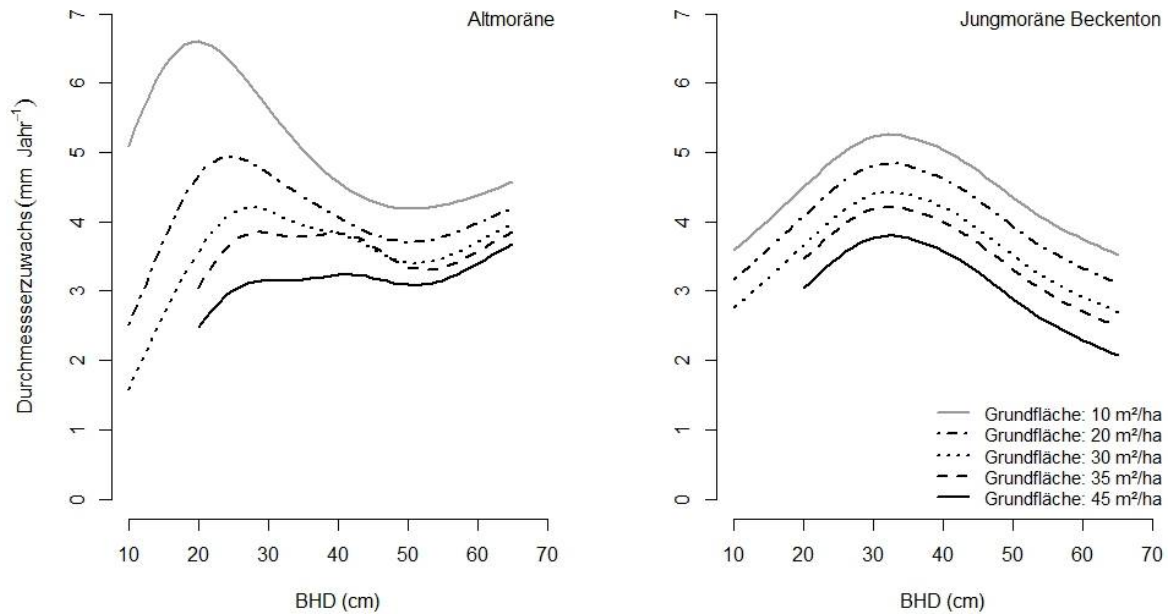 Altmoräne
Durchmessserzuwachs (mm Jahr⁻¹)
7
6
5
4
3
2
1
0
10 20 30 40 50 60 70
BHD (cm)
Jungmoräne Beckenton
7
6
5
4
3
2
1
0
Grundfläche: 10 m²/ha
Grundfläche: 20 m²/ha
Grundfläche: 30 m²/ha
Grundfläche: 35 m²/ha
Grundfläche: 45 m²/ha
10 20 30 40 50 60 70
BHD (cm)